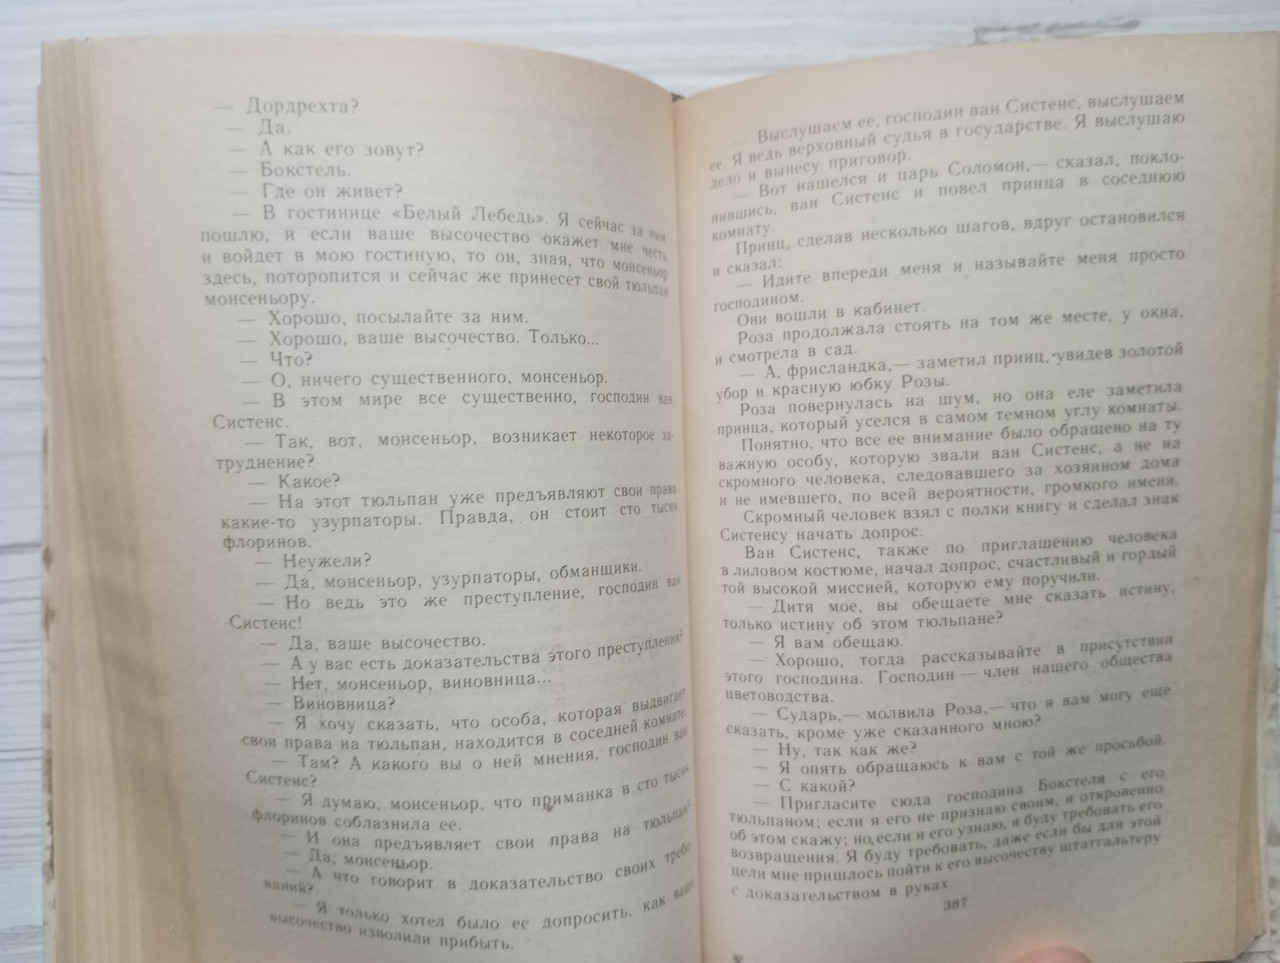 — Дордрехта?
— Да.
— А как его зовут?
— Бокстель.
— Где он живет?
— В гостинице «Белый Лебедь». Я сейчас за ним
пошлю, и если ваше высочество окажет мне честь
и войдет в мою гостиную, то он, зная, что монсеньор
здесь, поторопится и сейчас же принесет свой тюльпан
монсеньору.
— Хорошо, посылайте за ним.
— Хорошо, ваше высочество. Только...
— Что?
— О, ничего существенного, монсеньор.
— В этом мире все существенно, господин ван
Систенс.
— Так, вот, монсеньор, возникает некоторое за-
труднение?
— Какое?
— На этот тюльпан уже предъявляют свои права
какие-то узурпаторы. Правда, он стоит сто тысяч
флоринов.
— Неужели?
— Да, монсеньор, узурпаторы, обманщики.
— Но ведь это же преступление, господин ван
Систенс!
— Да, ваше высочество.
— А у вас есть доказательства этого преступления?
— Нет, монсеньор, виновница...
— Виновница?
— Я хочу сказать, что особа, которая выдвигает
свои права на тюльпан, находится в соседней комнате.
— Там? А какого вы о ней мнения, господин ван
Систенс?
— Я думаю, монсеньор, что приманка в сто тысяч
флоринов соблазнила ее.
— И она предъявляет свои права на тюльпан?
— Да, монсеньор.
— А что говорит в доказательство своих требо-
ваний?
— Я только хотел было ее допросить, как ваше
высочество изволили прибыть.
— Выслушаем ее, господин ван Систенс, выслушаем
ее. Я ведь верховный судья в государстве. Я выслушаю
дело и вынесу приговор.
— Вот нашелся и царь Соломон,— сказал, покло-
нившись, ван Систенс и повел принца в соседнюю
комнату.
Принц, сделав несколько шагов, вдруг остановился
и сказал:
— Идите впереди меня и называйте меня просто
господином.
Они вошли в кабинет.
Роза продолжала стоять на том же месте, у окна,
и смотрела в сад.
— А, фрисландка,— заметил принц, увидев золотой
убор и красную юбку Розы.
Роза повернулась на шум, но она еле заметила
принца, который уселся в самом темном углу комнаты.
Понятно, что все ее внимание было обращено на ту
важную особу, которую звали ван Систенс, а не на
скромного человека, следовавшего за хозяином дома
и не имевшего, по всей вероятности, громкого имени.
Скромный человек взял с полки книгу и сделал знак
Систенсу начать допрос.
Ван Систенс, также по приглашению человека
в лиловом костюме, начал допрос, счастливый и гордый
той высокой миссией, которую ему поручили.
— Дитя мое, вы обещаете мне сказать истину,
только истину об этом тюльпане?
— Я вам обещаю.
— Хорошо, тогда рассказывайте в присутствии
этого господина. Господин — член нашего общества
цветоводства.
— Сударь,— молвила Роза,— что я вам могу еще
сказать, кроме уже сказанного мною?
— Ну, так как же?
— Я опять обращаюсь к вам с той же просьбой.
— С какой?
— Пригласите сюда господина Бокстеля с его
тюльпаном; если я его не признаю своим, я откровенно
об этом скажу; но, если я его узнаю, я буду требовать его
возвращения. Я буду требовать, даже если бы для этой
цели мне пришлось пойти к его высочеству штатгальтеру
с доказательством в руках.
387